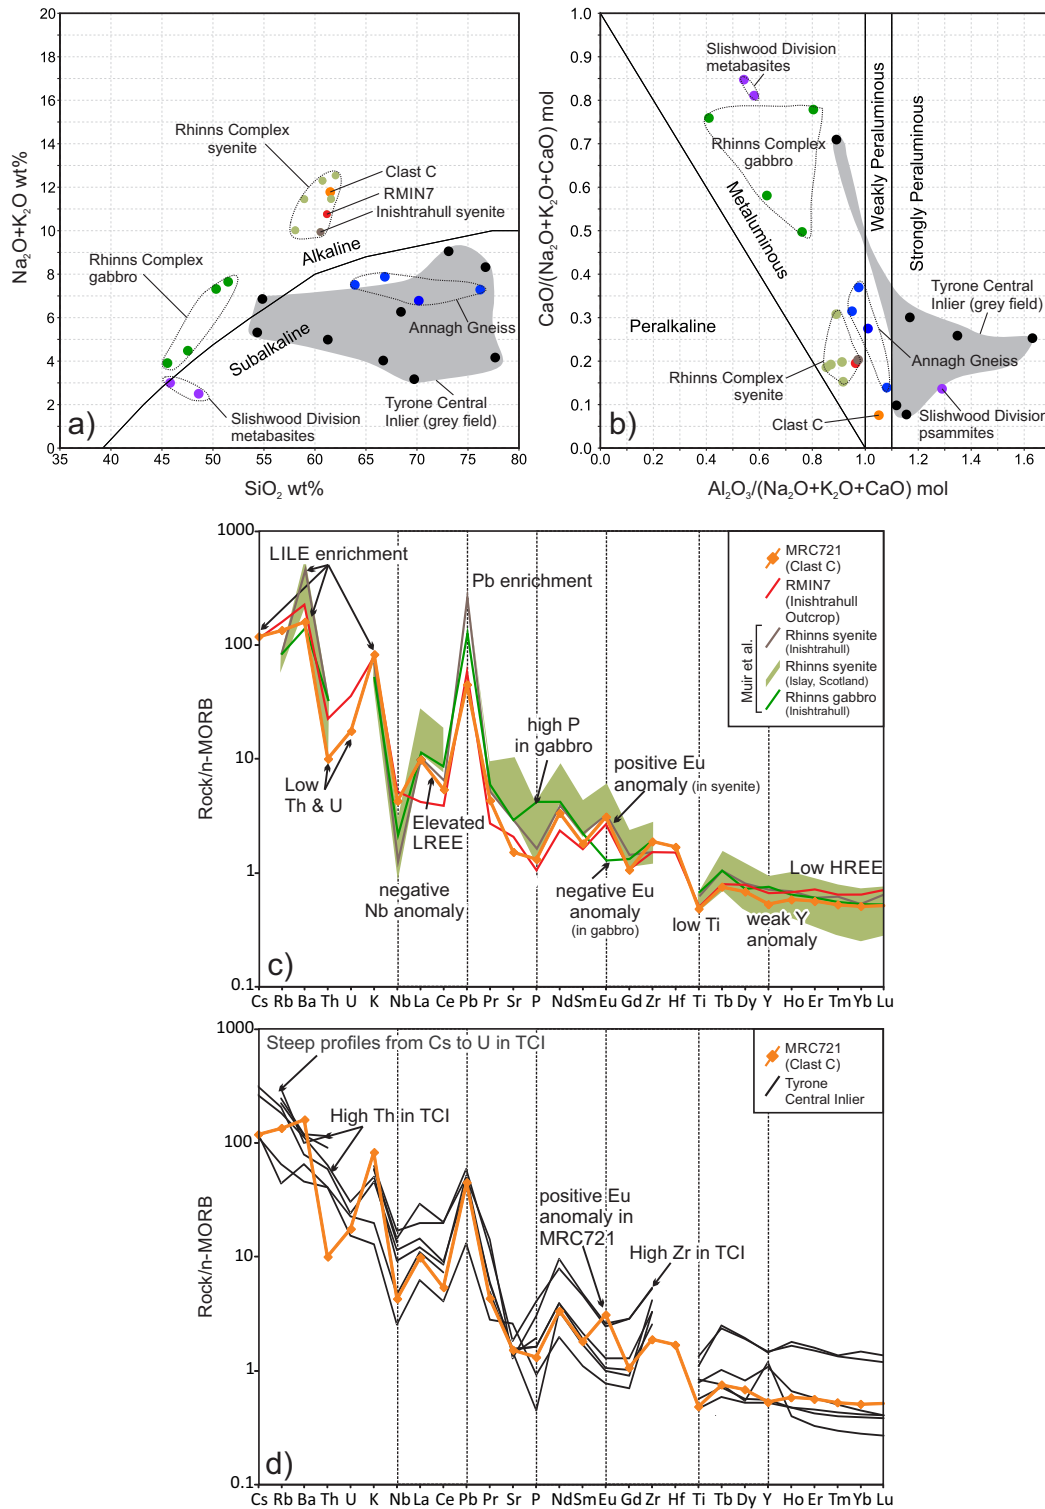 20
18
16
14
12
10
8
6
4
2
0
Na₂O+K₂O wt%
Rhinns Complex
syenite
Clast C
RMIN7
Inishtrahull syenite
Alkaline
Rhinns Complex
gabbro
Subalkaline
Annagh Gneiss
Slishwood Division
metabasites
Tyrone Central
Inlier (grey field)
a)
35 40 45 50 55 60 65 70 75 80
SiO₂ wt%
1.0
0.9
0.8
0.7
0.6
0.5
0.4
0.3
0.2
0.1
0.0
CaO/(Na₂O+K₂O+CaO) mol
Slishwood Division
metabasites
Rhinns Complex
gabbro
Metaluminous
Weakly Peraluminous
Strongly Peraluminous
Peralkaline
Tyrone Central
Inlier (grey field)
Annagh Gneiss
Rhinns Complex
syenite
Clast C
Slishwood Division
psammites
b)
0.0 0.2 0.4 0.6 0.8 1.0 1.2 1.4 1.6
Al₂O₃/(Na₂O+K₂O+CaO) mol
1000
100
10
1
0.1
Rock/n-MORB
LILE enrichment
Pb enrichment
MRC721
(Clast C)
RMIN7
(Inishtrahull
Outcrop)
Muir et al.
Rhinns syenite
(Inishtrahull)
Rhinns syenite
(Islay, Scotland)
Rhinns gabbro
(Inishtrahull)
high P
in gabbro
positive Eu
anomaly (in syenite)
Low
Th & U
Elevated
LREE
negative
Nb anomaly
negative Eu
anomaly
(in gabbro)
low Ti
Low HREE
weak Y
anomaly
c)
Cs Rb Ba Th U K Nb La Ce Pb Pr Sr P Nd Sm Eu Gd Zr Hf Ti Tb Dy Y Ho Er Tm Yb Lu
1000
100
10
1
0.1
Rock/n-MORB
Steep profiles from Cs to U in TCI
High Th in TCI
MRC721
(Clast C)
Tyrone
Central Inlier
positive Eu
anomaly in
MRC721
High Zr in TCI
d)
Cs Rb Ba Th U K Nb La Ce Pb Pr Sr P Nd Sm Eu Gd Zr Hf Ti Tb Dy Y Ho Er Tm Yb Lu